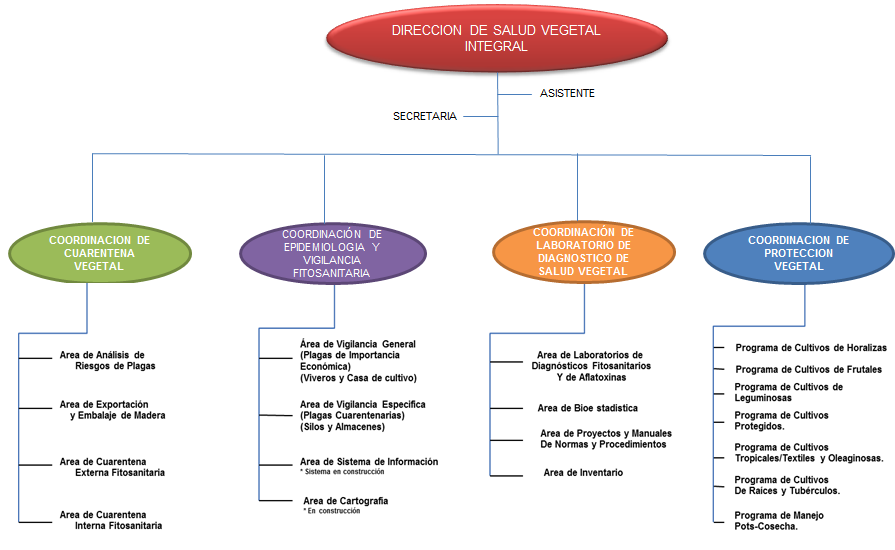 DIRECCION DE SALUD VEGETAL
INTEGRAL
ASISTENTE
SECRETARIA
COORDINACION DE
CUARENTENA
VEGETAL
Area de Análisis de
Riesgos de Plagas
Area de Exportación
y Embalaje de Madera
Area de Cuarentena
Externa Fitosanitaria
Area de Cuarentena
Interna Fitosanitaria
COORDINACIÓN DE
EPIDEMIOLOGIA Y
VIGILANCIA
FITOSANITARIA
Área de Vigilancia General
(Plagas de Importancia
Económica)
(Viveros y Casa de cultivo)
Area de Vigilancia Especifica
(Plagas Cuarentenarias)
(Silos y Almacenes)
Area de Sistema de Información
* Sistema en construcción
Area de Cartografia
* En construcción
COORDINACIÓN DE
LABORATORIO DE
DIAGNOSTICO DE
SALUD VEGETAL
Area de Laboratorios de
Diagnósticos Fitosanitarios
Y de Aflatoxinas
Area de Bioe stadistica
Area de Proyectos y Manuales
De Normas y Procedimientos
Area de Inventario
COORDINACION DE
PROTECCION
VEGETAL
Programa de Cultivos de Horalizas
Programa de Cultivos de Frutales
Programa de Cultivos de
Leguminosas
Programa de Cultivos
Protegidos.
Programa de Cultivos
Tropicales/Textiles y Oleaginosas.
Programa de Cultivos
De Raices y Tubérculos.
Programa de Manejo
Pots-Cosecha.